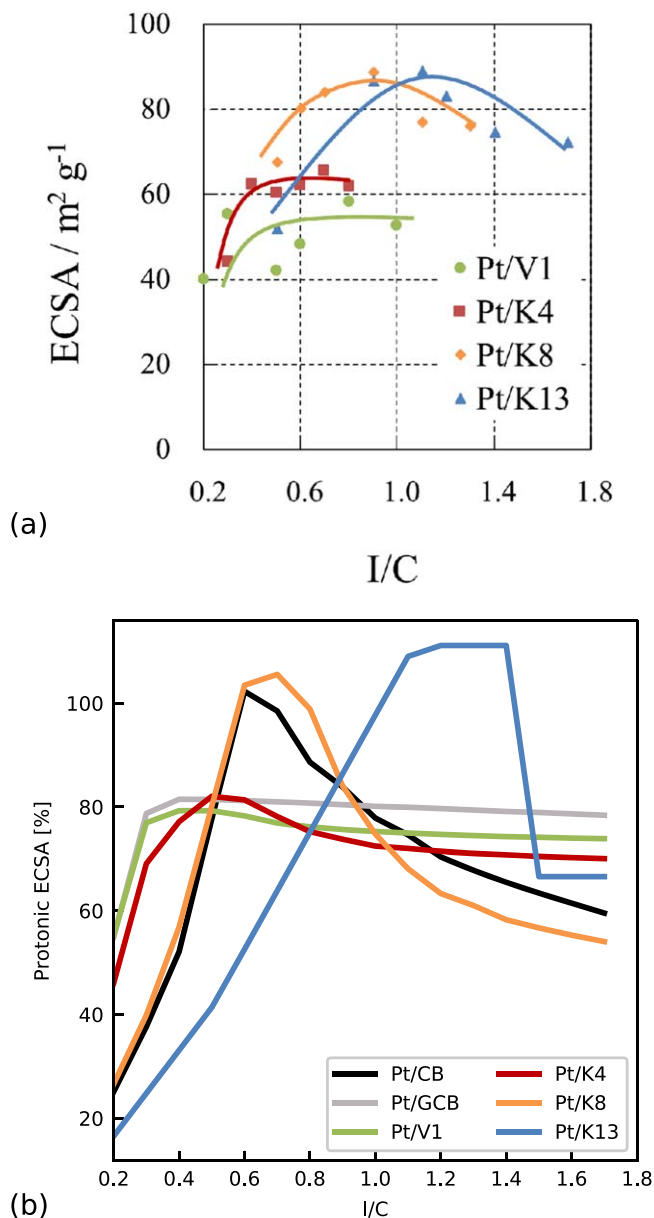 100
80
60
40
20
0
ECSA / m² g⁻¹
Pt/V1
Pt/K4
Pt/K8
Pt/K13
0.2 0.6 1.0 1.4 1.8
(a)
I/C
100
80
60
40
20
Protonic ECSA [%]
Pt/CB Pt/K4
Pt/GCB Pt/K8
Pt/V1 Pt/K13
0.2 0.4 0.6 0.8 1.0 1.2 1.4 1.6 1.8
(b)
I/C